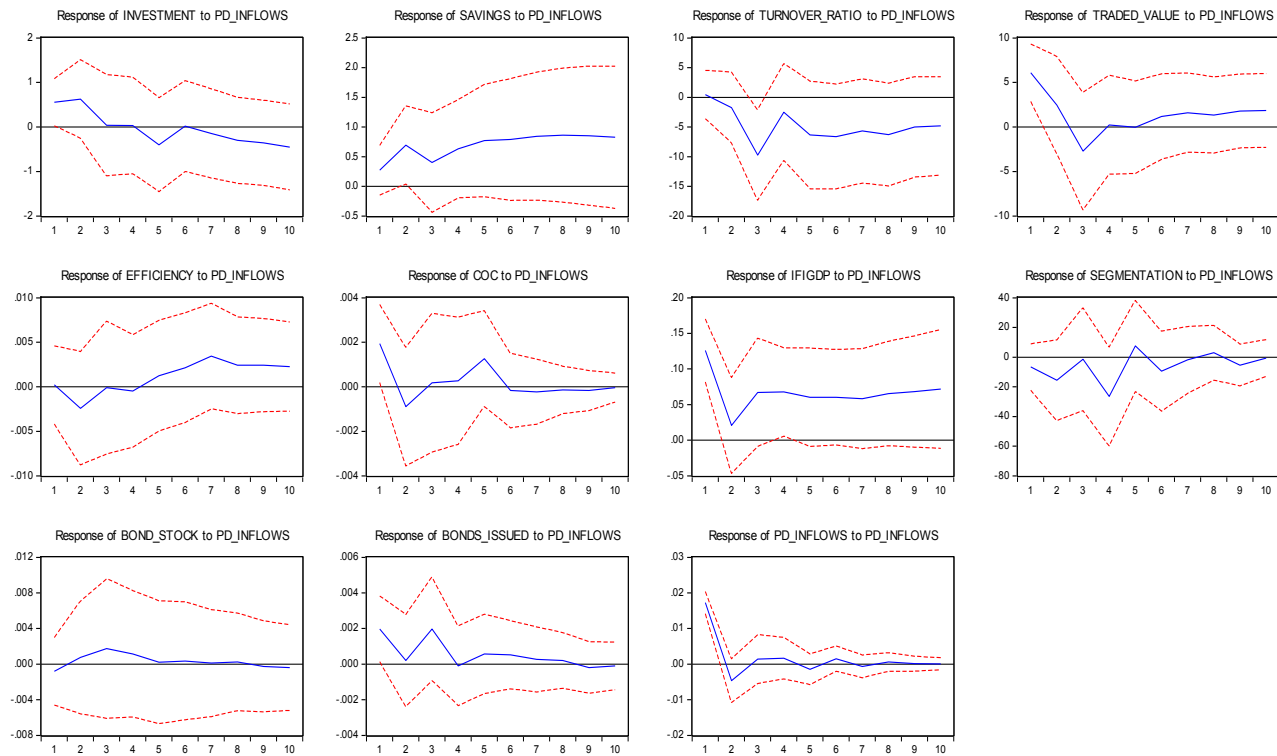 Response of INVESTMENT to PD_INFLOWS
2
1
0
-1
-2
1 2 3 4 5 6 7 8 9 10
Response of SAVINGS to PD_INFLOWS
2.5
2.0
1.5
1.0
0.5
0.0
-0.5
1 2 3 4 5 6 7 8 9 10
Response of TURNOVER_RATIO to PD_INFLOWS
10
5
0
-5
-10
-15
-20
1 2 3 4 5 6 7 8 9 10
Response of TRADED_VALUE to PD_INFLOWS
10
5
0
-5
-10
1 2 3 4 5 6 7 8 9 10
Response of EFFICIENCY to PD_INFLOWS
.010
.005
.000
-.005
-.010
1 2 3 4 5 6 7 8 9 10
Response of COC to PD_INFLOWS
.004
.002
.000
-.002
-.004
1 2 3 4 5 6 7 8 9 10
Response of IFIGDP to PD_INFLOWS
.20
.15
.10
.05
.00
-.05
1 2 3 4 5 6 7 8 9 10
Response of SEGMENTATION to PD_INFLOWS
40
20
0
-20
-40
-60
-80
1 2 3 4 5 6 7 8 9 10
Response of BOND_STOCK to PD_INFLOWS
.012
.008
.004
.000
-.004
-.008
1 2 3 4 5 6 7 8 9 10
Response of BONDS_ISSUED to PD_INFLOWS
.006
.004
.002
.000
-.002
-.004
1 2 3 4 5 6 7 8 9 10
Response of PD_INFLOWS to PD_INFLOWS
.03
.02
.01
.00
-.01
-.02
1 2 3 4 5 6 7 8 9 10